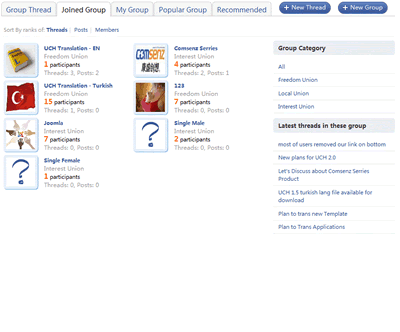 Group Thread Joined Group My Group Popular Group Recommended + New Thread + New Group
Sort By ranks of: Threads | Posts | Members
UCH Translation - EN
Freedom Union
1 participants
Threads: 3, Posts: 2
Comsenz Serries
Interest Union
4 participants
Threads: 2, Posts: 1
UCH Translation - Turkish
Freedom Union
15 participants
Threads: 1, Posts: 0
123
Freedom Union
7 participants
Threads: 0, Posts: 0
Joomla
Interest Union
7 participants
Threads: 0, Posts: 0
Single Male
Interest Union
2 participants
Threads: 0, Posts: 0
Single Female
Interest Union
1 participants
Threads: 0, Posts: 0
comsenz
Group Category
All
Freedom Union
Local Union
Interest Union
Latest threads in these group
most of users removed our link on bottom
New plans for UCH 2.0
Let's Discuss about Comsenz Serries
Product
UCH 1.5 turkish lang file available for
download
Plan to trans new Template
Plan to Trans Applications